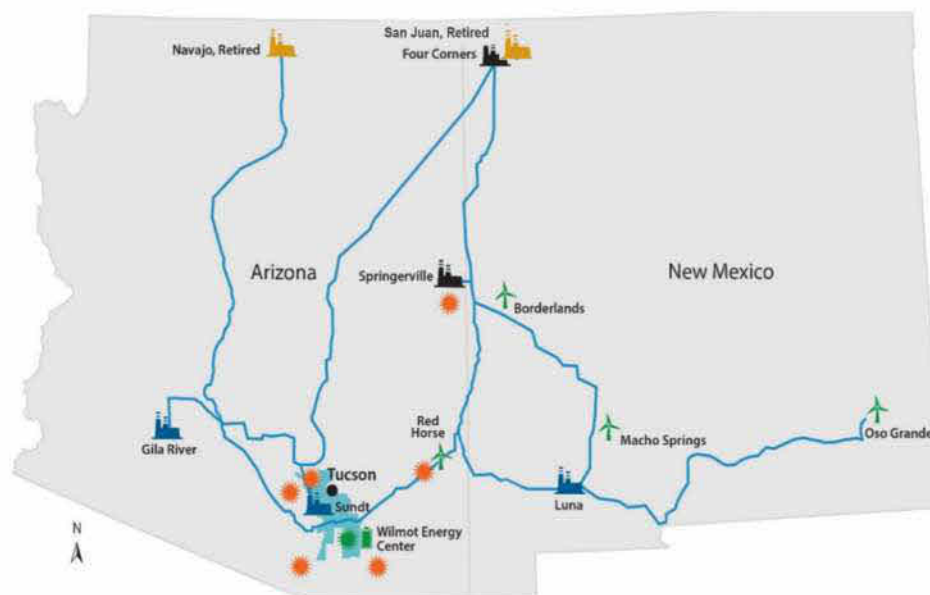 San Juan, Retired
Navajo, Retired
Four Corners
Arizona
Springerville
New Mexico
Borderlands
Red
Horse
Macho Springs
Oso Grande
Gila River
Tucson
Sundt
Luna
N
Wilmot Energy
Center